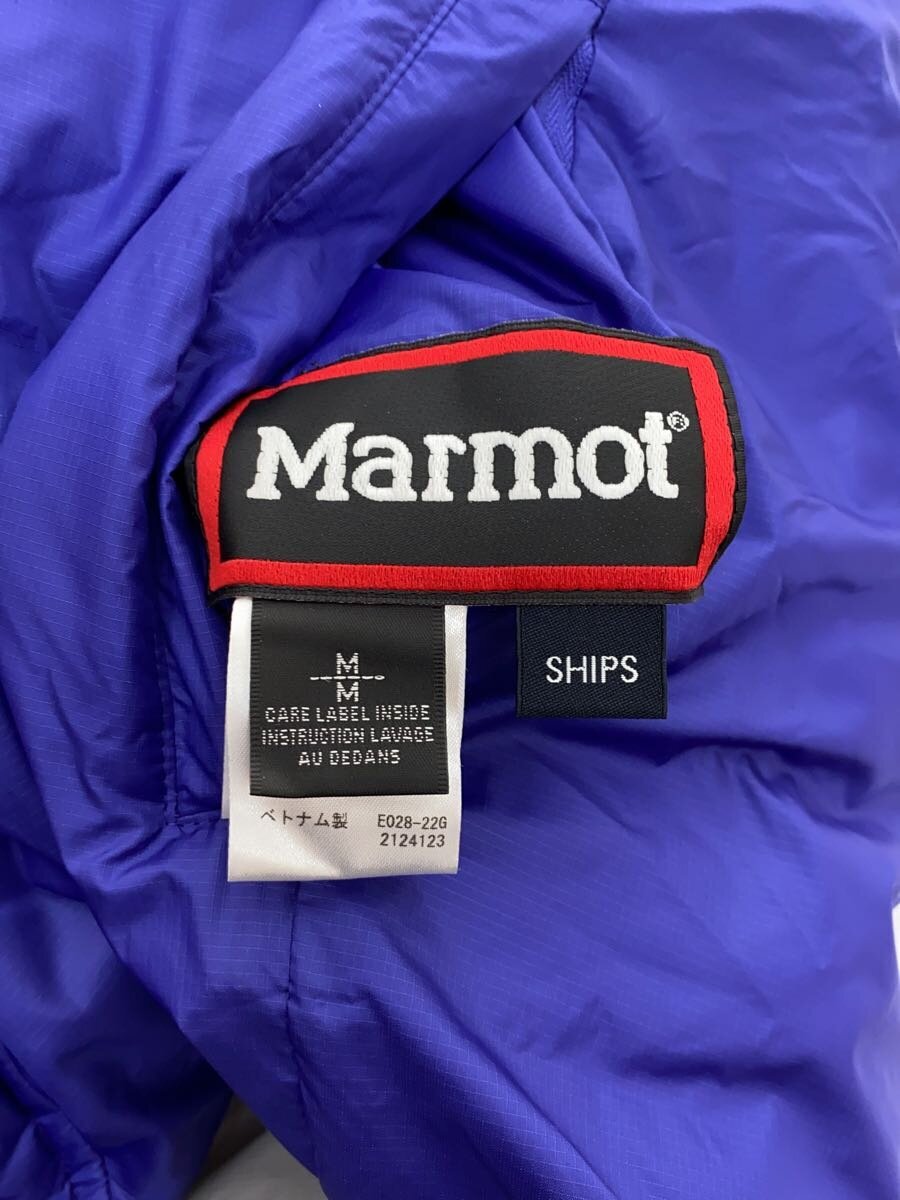 Marmot®
SHIPS
M
M
CARE LABEL INSIDE
INSTRUCTION LAVAGE
AU DEDANS
ベトナム製 E028-22G
2124123